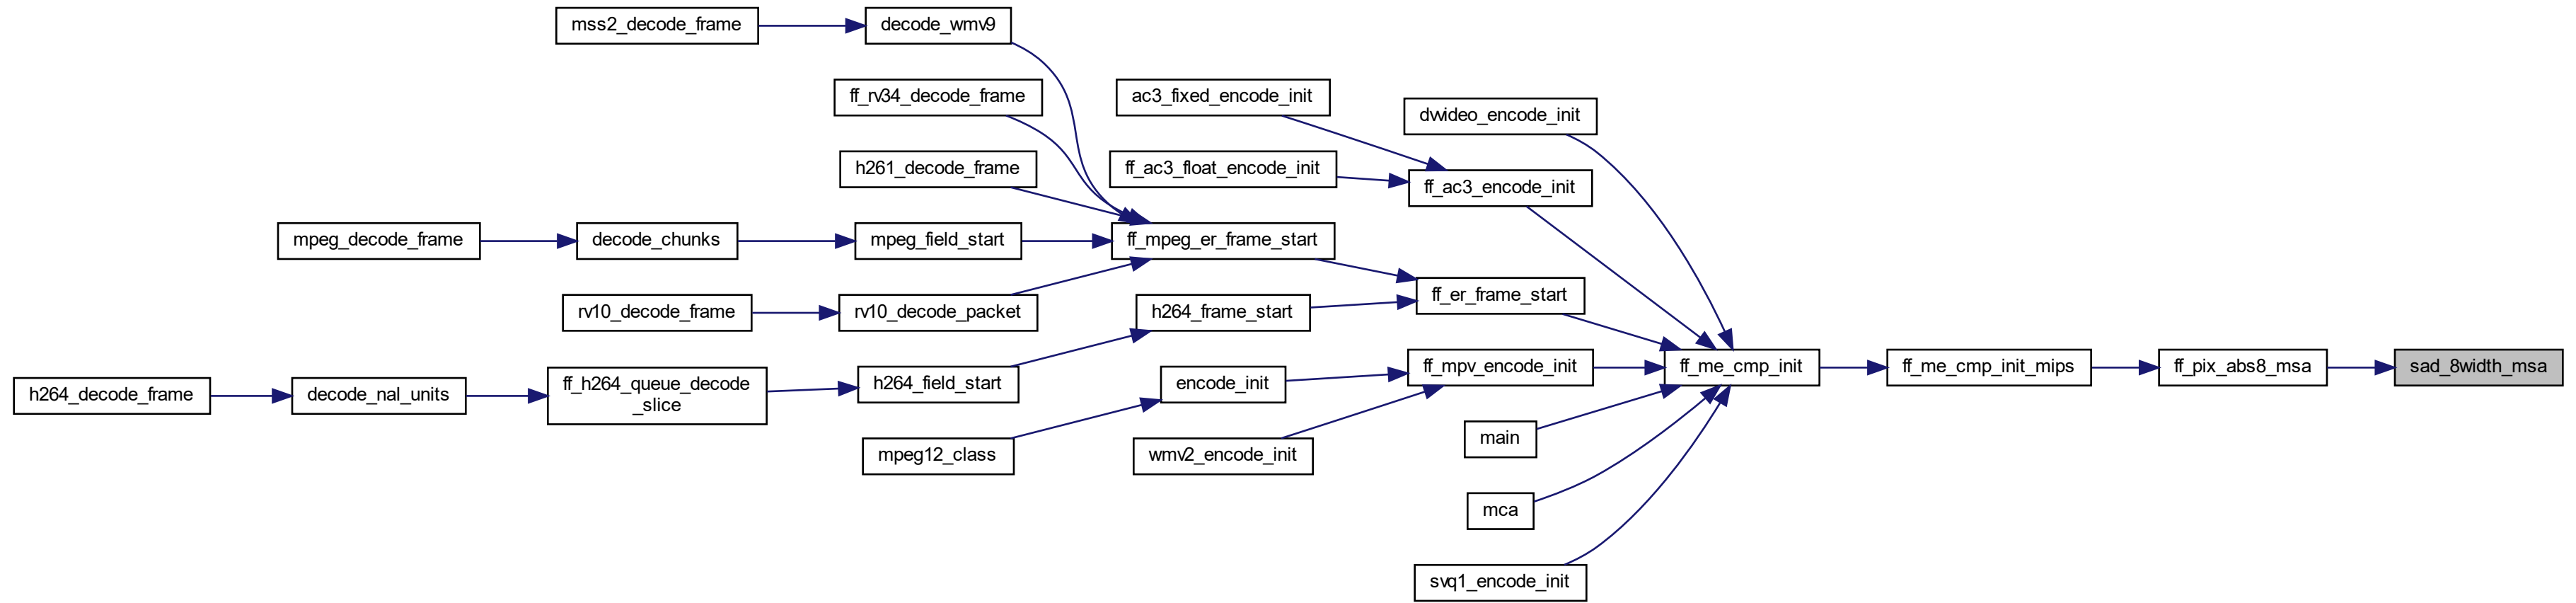 mss2_decode_frame
decode_wmv9
ff_rv34_decode_frame
ac3_fixed_encode_init
dvvideo_encode_init
h261_decode_frame
ff_ac3_float_encode_init
ff_ac3_encode_init
mpeg_decode_frame
decode_chunks
mpeg_field_start
ff_mpeg_er_frame_start
rv10_decode_frame
rv10_decode_packet
h264_frame_start
ff_er_frame_start
h264_decode_frame
decode_nal_units
ff_h264_queue_decode
_slice
h264_field_start
encode_init
ff_mpv_encode_init
ff_me_cmp_init
ff_me_cmp_init_mips
ff_pix_abs8_msa
sad_8width_msa
mpeg12_class
wmv2_encode_init
main
mca
svq1_encode_init